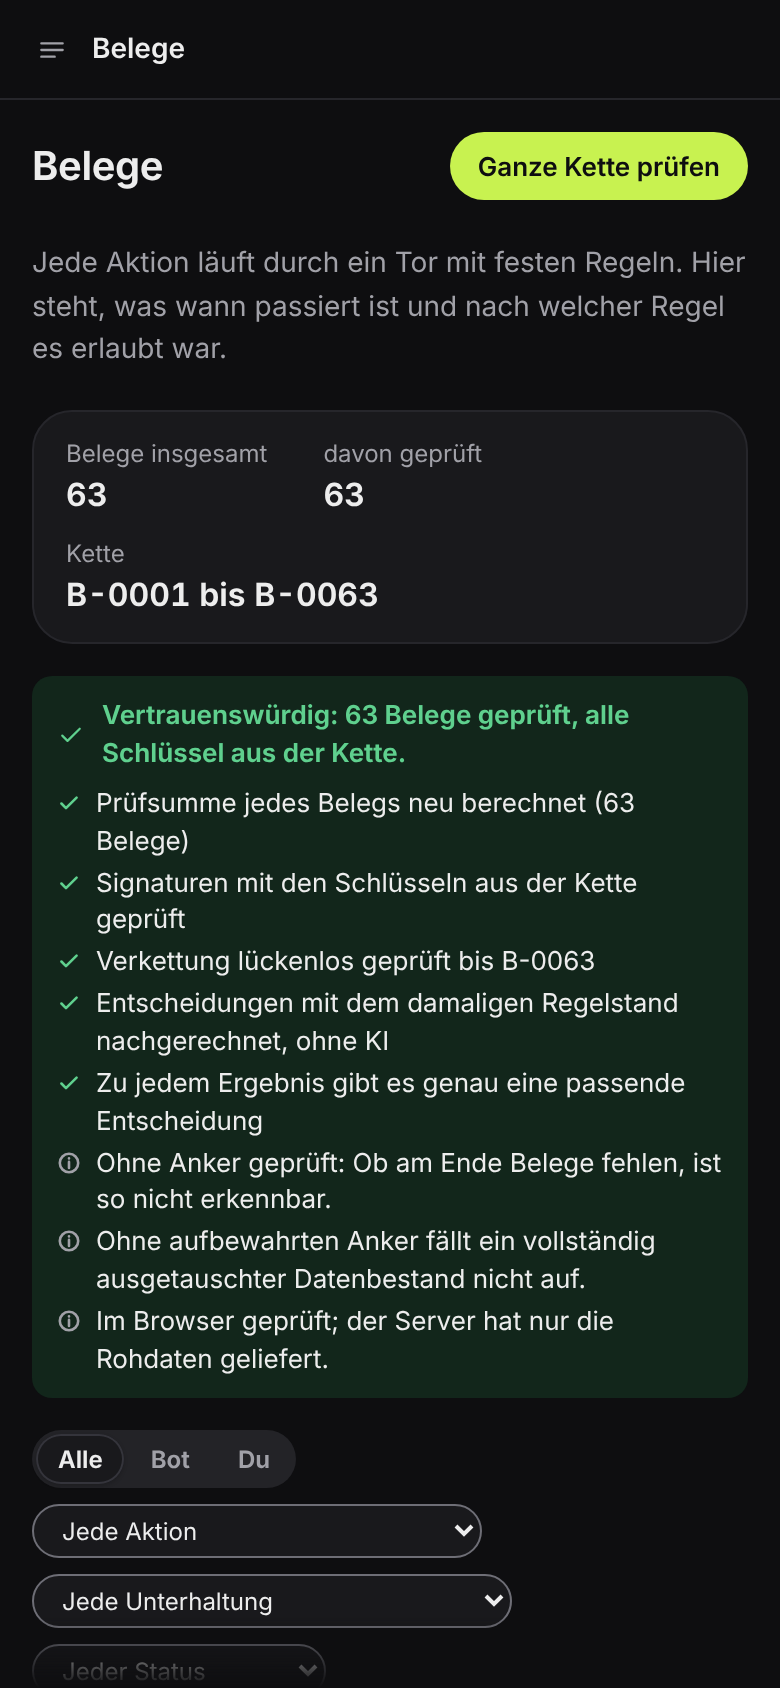 Belege
Belege
Ganze Kette prüfen
Jede Aktion läuft durch ein Tor mit festen Regeln. Hier
steht, was wann passiert ist und nach welcher Regel
es erlaubt war.
Belege insgesamt
63
davon geprüft
63
Kette
B-0001 bis B-0063
Vertrauenswürdig: 63 Belege geprüft, alle
Schlüssel aus der Kette.
Prüfsumme jedes Belegs neu berechnet (63
Belege)
Signaturen mit den Schlüsseln aus der Kette
geprüft
Verkettung lückenlos geprüft bis B-0063
Entscheidungen mit dem damaligen Regelstand
nachgerechnet, ohne KI
Zu jedem Ergebnis gibt es genau eine passende
Entscheidung
Ohne Anker geprüft: Ob am Ende Belege fehlen, ist
so nicht erkennbar.
Ohne aufbewahrten Anker fällt ein vollständig
ausgetauschter Datenbestand nicht auf.
Im Browser geprüft; der Server hat nur die
Rohdaten geliefert.
Alle Bot Du
Jede Aktion
Jede Unterhaltung
Jeder Status